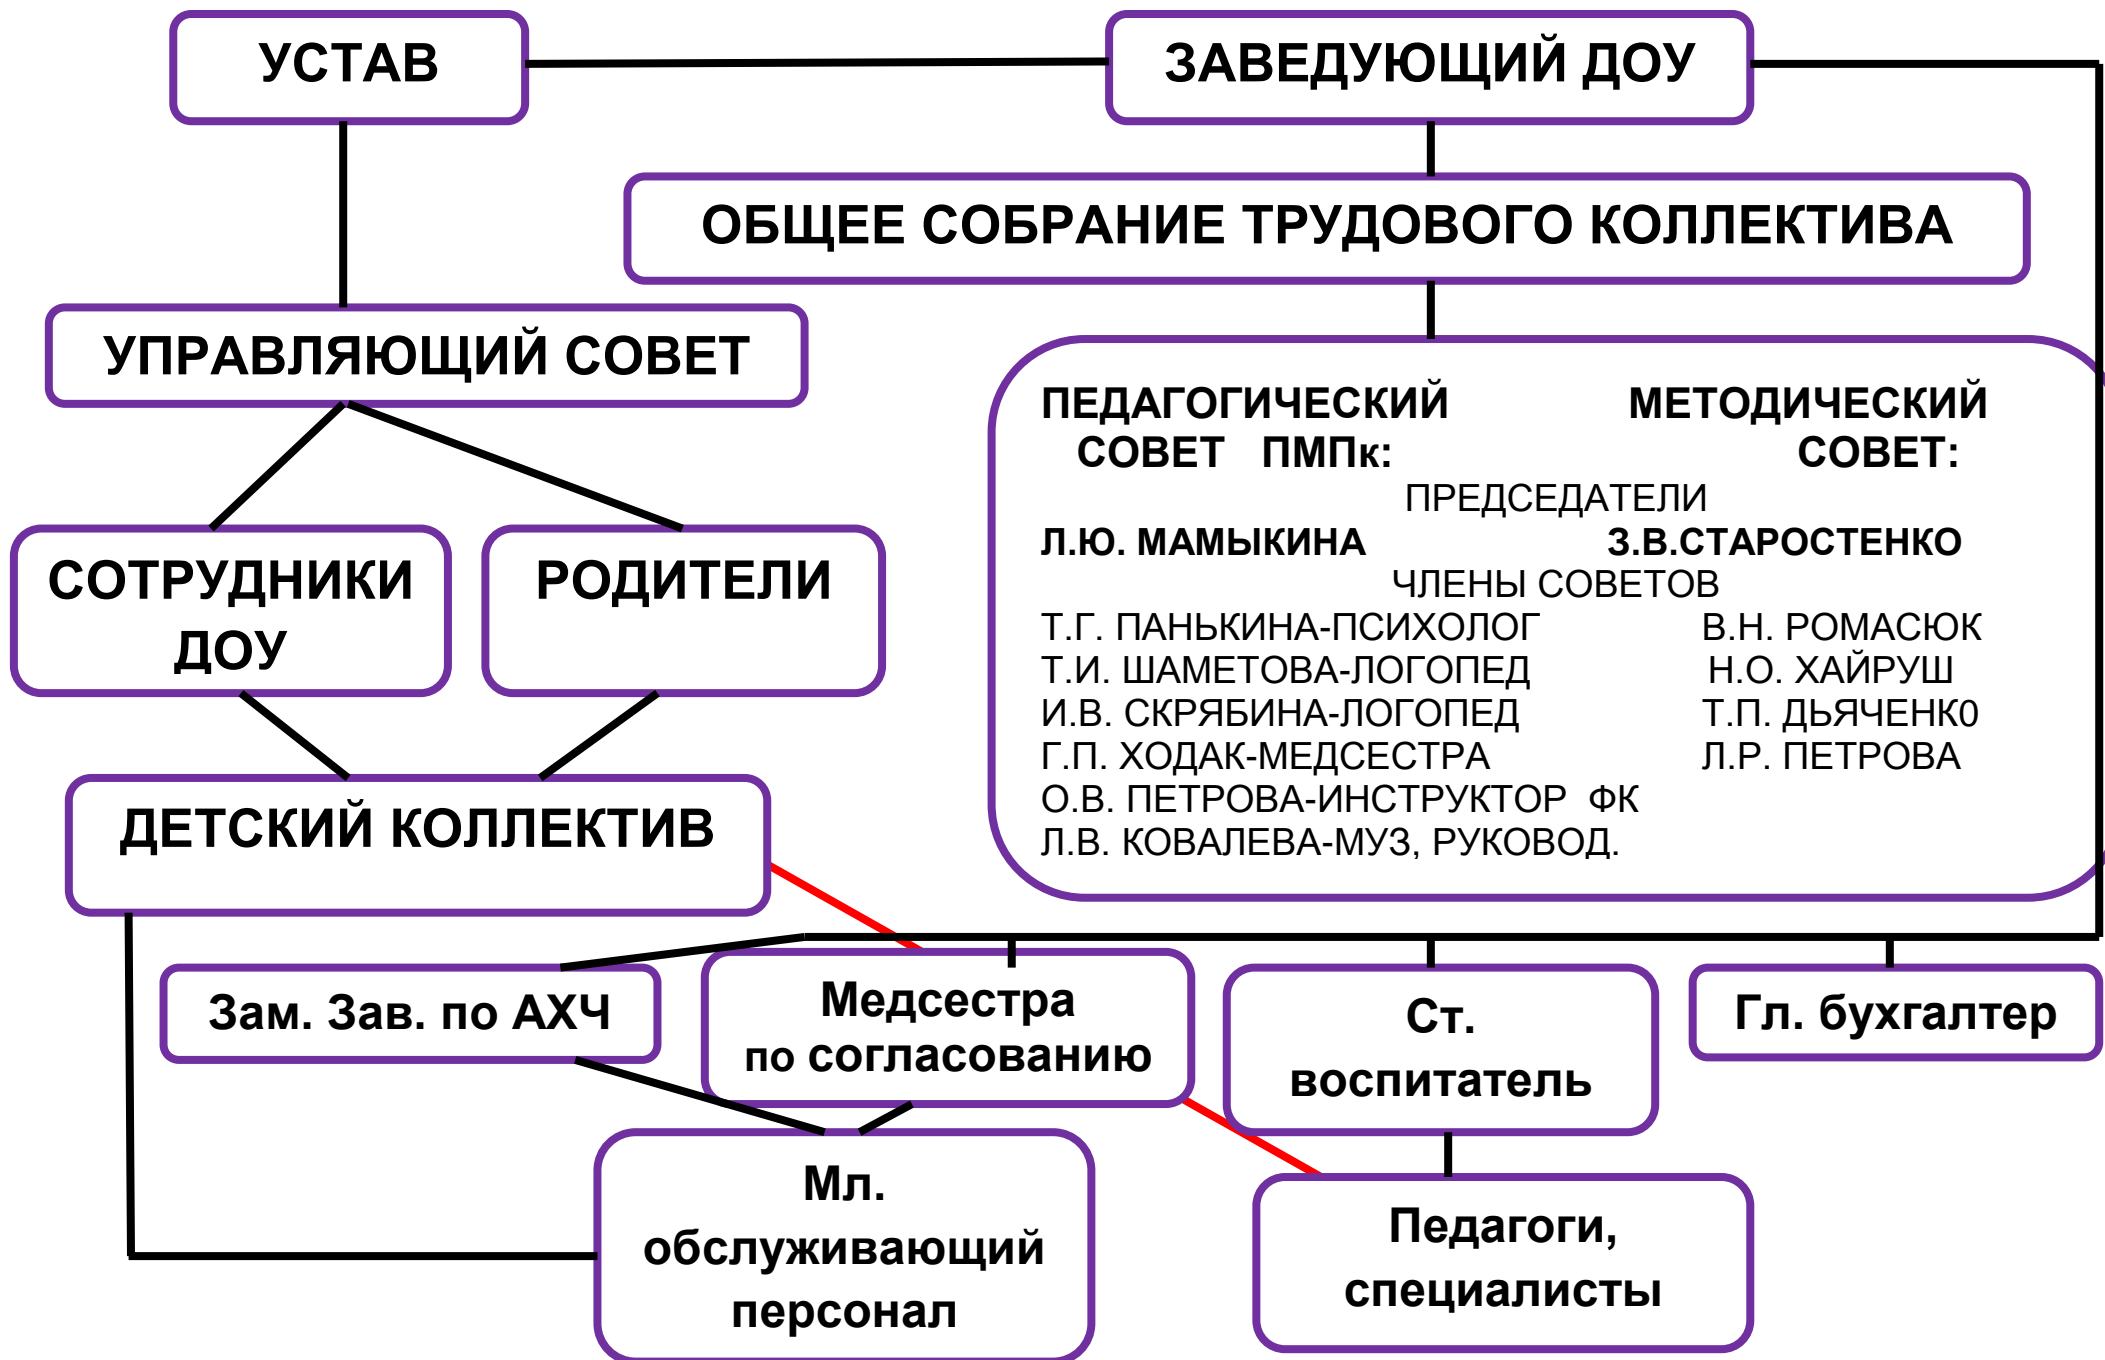 УСТАВ
ЗАВЕДУЮЩИЙ ДОУ
ОБЩЕЕ СОБРАНИЕ ТРУДОВОГО КОЛЛЕКТИВА
УПРАВЛЯЮЩИЙ СОВЕТ
ПЕДАГОГИЧЕСКИЙ МЕТОДИЧЕСКИЙ
СОВЕТ ПМПк: СОВЕТ:
ПРЕДСЕДАТЕЛИ
Л.Ю. МАМЫКИНА З.В.СТАРОСТЕНКО
ЧЛЕНЫ СОВЕТОВ
Т.Г. ПАНЬКИНА-ПСИХОЛОГ В.Н. РОМАСЮК
Т.И. ШАМЕТОВА-ЛОГОПЕД Н.О. ХАЙРУШ
И.В. СКРЯБИНА-ЛОГОПЕД Т.П. ДЬЯЧЕНК0
Г.П. ХОДАК-МЕДСЕСТРА Л.Р. ПЕТРОВА
О.В. ПЕТРОВА-ИНСТРУКТОР ФК
Л.В. КОВАЛЕВА-МУЗ, РУКОВОД.
СОТРУДНИКИ
ДОУ
РОДИТЕЛИ
ДЕТСКИЙ КОЛЛЕКТИВ
Зам. Зав. по АХЧ
Медсестра
по согласованию
Ст.
воспитатель
Гл. бухгалтер
Мл.
обслуживающий
персонал
Педагоги,
специалисты